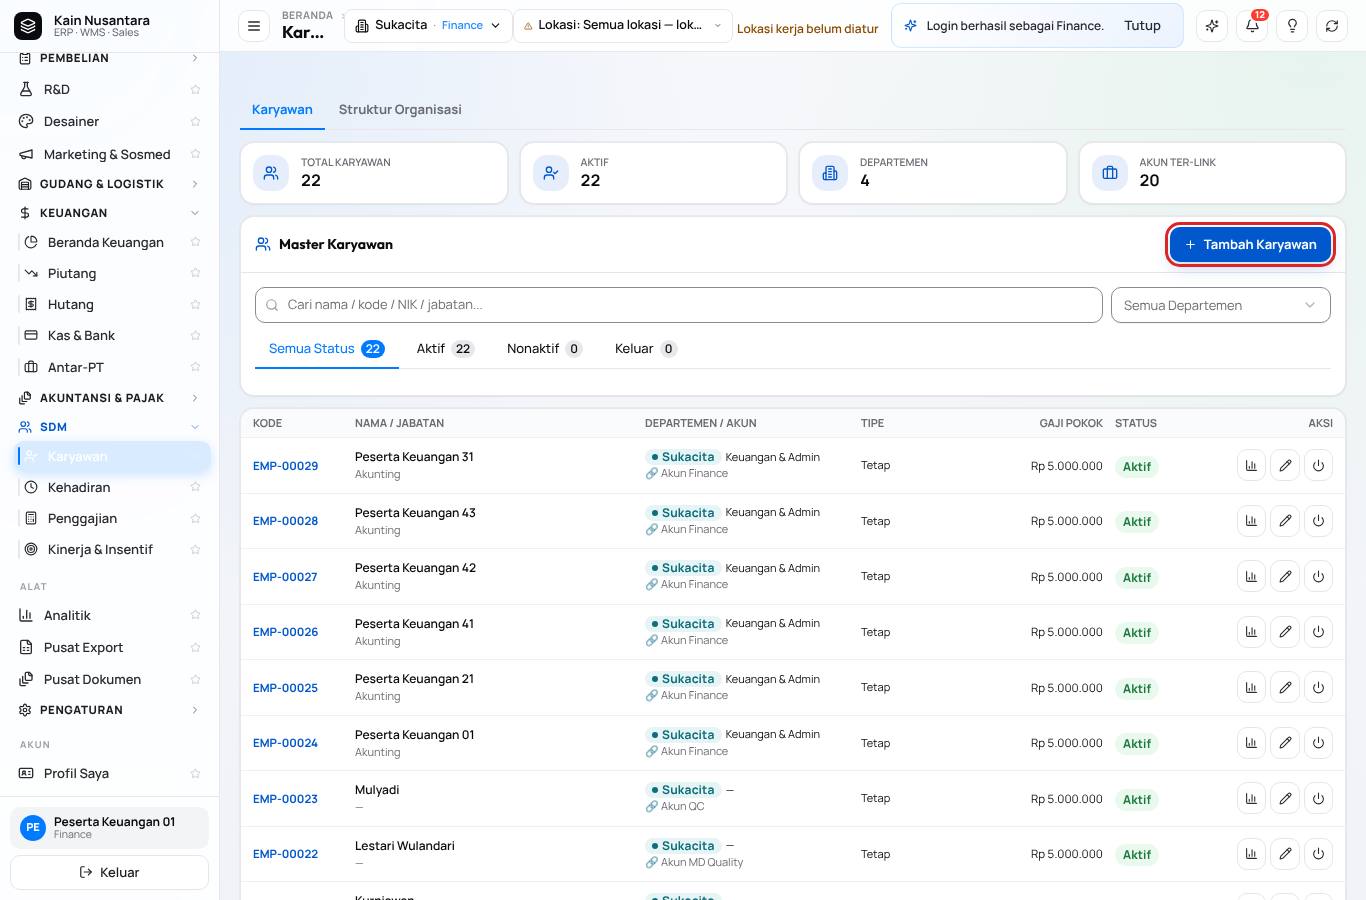 Kain Nusantara
ERP · WMS · Sales
PEMBELIAN
R&D
Desainer
Marketing & Sosmed
GUDANG & LOGISTIK
KEUANGAN
Beranda Keuangan
Piutang
Hutang
Kas & Bank
Antar-PT
AKUNTANSI & PAJAK
SDM
Karyawan
Kehadiran
Penggajian
Kinerja & Insentif
ALAT
Analitik
Pusat Export
Pusat Dokumen
PENGATURAN
AKUN
Profil Saya
PE
Peserta Keuangan 01
Finance
Keluar
BERANDA
Kar...
Sukacita · Finance
Lokasi: Semua lokasi — lok...
Lokasi kerja belum diatur
Login berhasil sebagai Finance.
Tutup
12
Karyawan
Struktur Organisasi
TOTAL KARYAWAN
22
AKTIF
22
DEPARTEMEN
4
AKUN TER-LINK
20
Master Karyawan
+ Tambah Karyawan
Cari nama / kode / NIK / jabatan...
Semua Departemen
Semua Status 22
Aktif 22
Nonaktif 0
Keluar 0
KODE NAMA / JABATAN DEPARTEMEN / AKUN TIPE GAJI POKOK STATUS AKSI
EMP-00029 Peserta Keuangan 31 Sukacita Keuangan & Admin Tetap Rp 5.000.000 Aktif
Akunting Akun Finance
EMP-00028 Peserta Keuangan 43 Sukacita Keuangan & Admin Tetap Rp 5.000.000 Aktif
Akunting Akun Finance
EMP-00027 Peserta Keuangan 42 Sukacita Keuangan & Admin Tetap Rp 5.000.000 Aktif
Akunting Akun Finance
EMP-00026 Peserta Keuangan 41 Sukacita Keuangan & Admin Tetap Rp 5.000.000 Aktif
Akunting Akun Finance
EMP-00025 Peserta Keuangan 21 Sukacita Keuangan & Admin Tetap Rp 5.000.000 Aktif
Akunting Akun Finance
EMP-00024 Peserta Keuangan 01 Sukacita Keuangan & Admin Tetap Rp 5.000.000 Aktif
Akunting Akun Finance
EMP-00023 Mulyadi Sukacita — Tetap Rp 5.000.000 Aktif
— Akun QC
EMP-00022 Lestari Wulandari Sukacita — Tetap Rp 5.000.000 Aktif
— Akun MD Quality